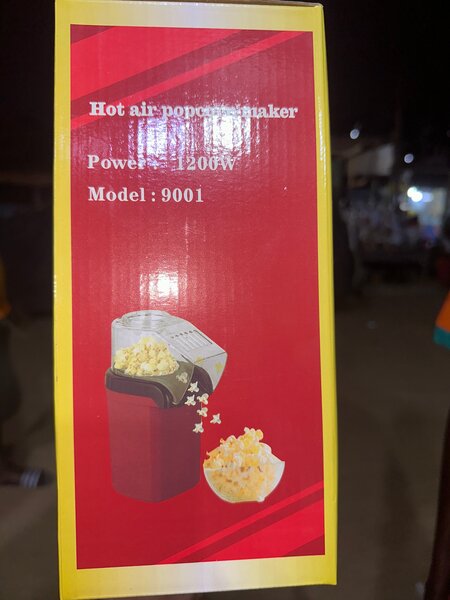 Hot air popcorn maker
Power : 1200W
Model : 9001